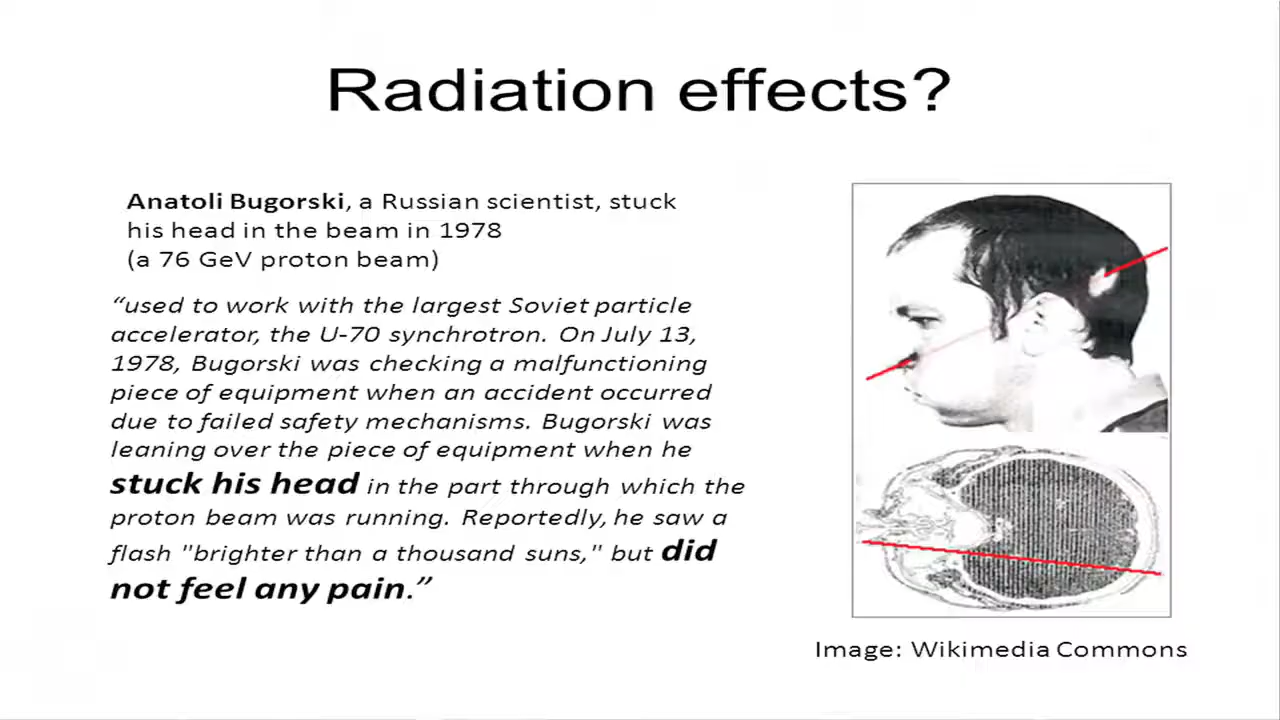 Radiation effects?
Anatoli Bugorski, a Russian scientist, stuck
his head in the beam in 1978
(a 76 GeV proton beam)
“used to work with the largest Soviet particle
accelerator, the U-70 synchrotron. On July 13,
1978, Bugorski was checking a malfunctioning
piece of equipment when an accident occurred
due to failed safety mechanisms. Bugorski was
leaning over the piece of equipment when he
stuck his head in the part through which the
proton beam was running. Reportedly, he saw a
flash "brighter than a thousand suns," but did
not feel any pain.”
Image: Wikimedia Commons